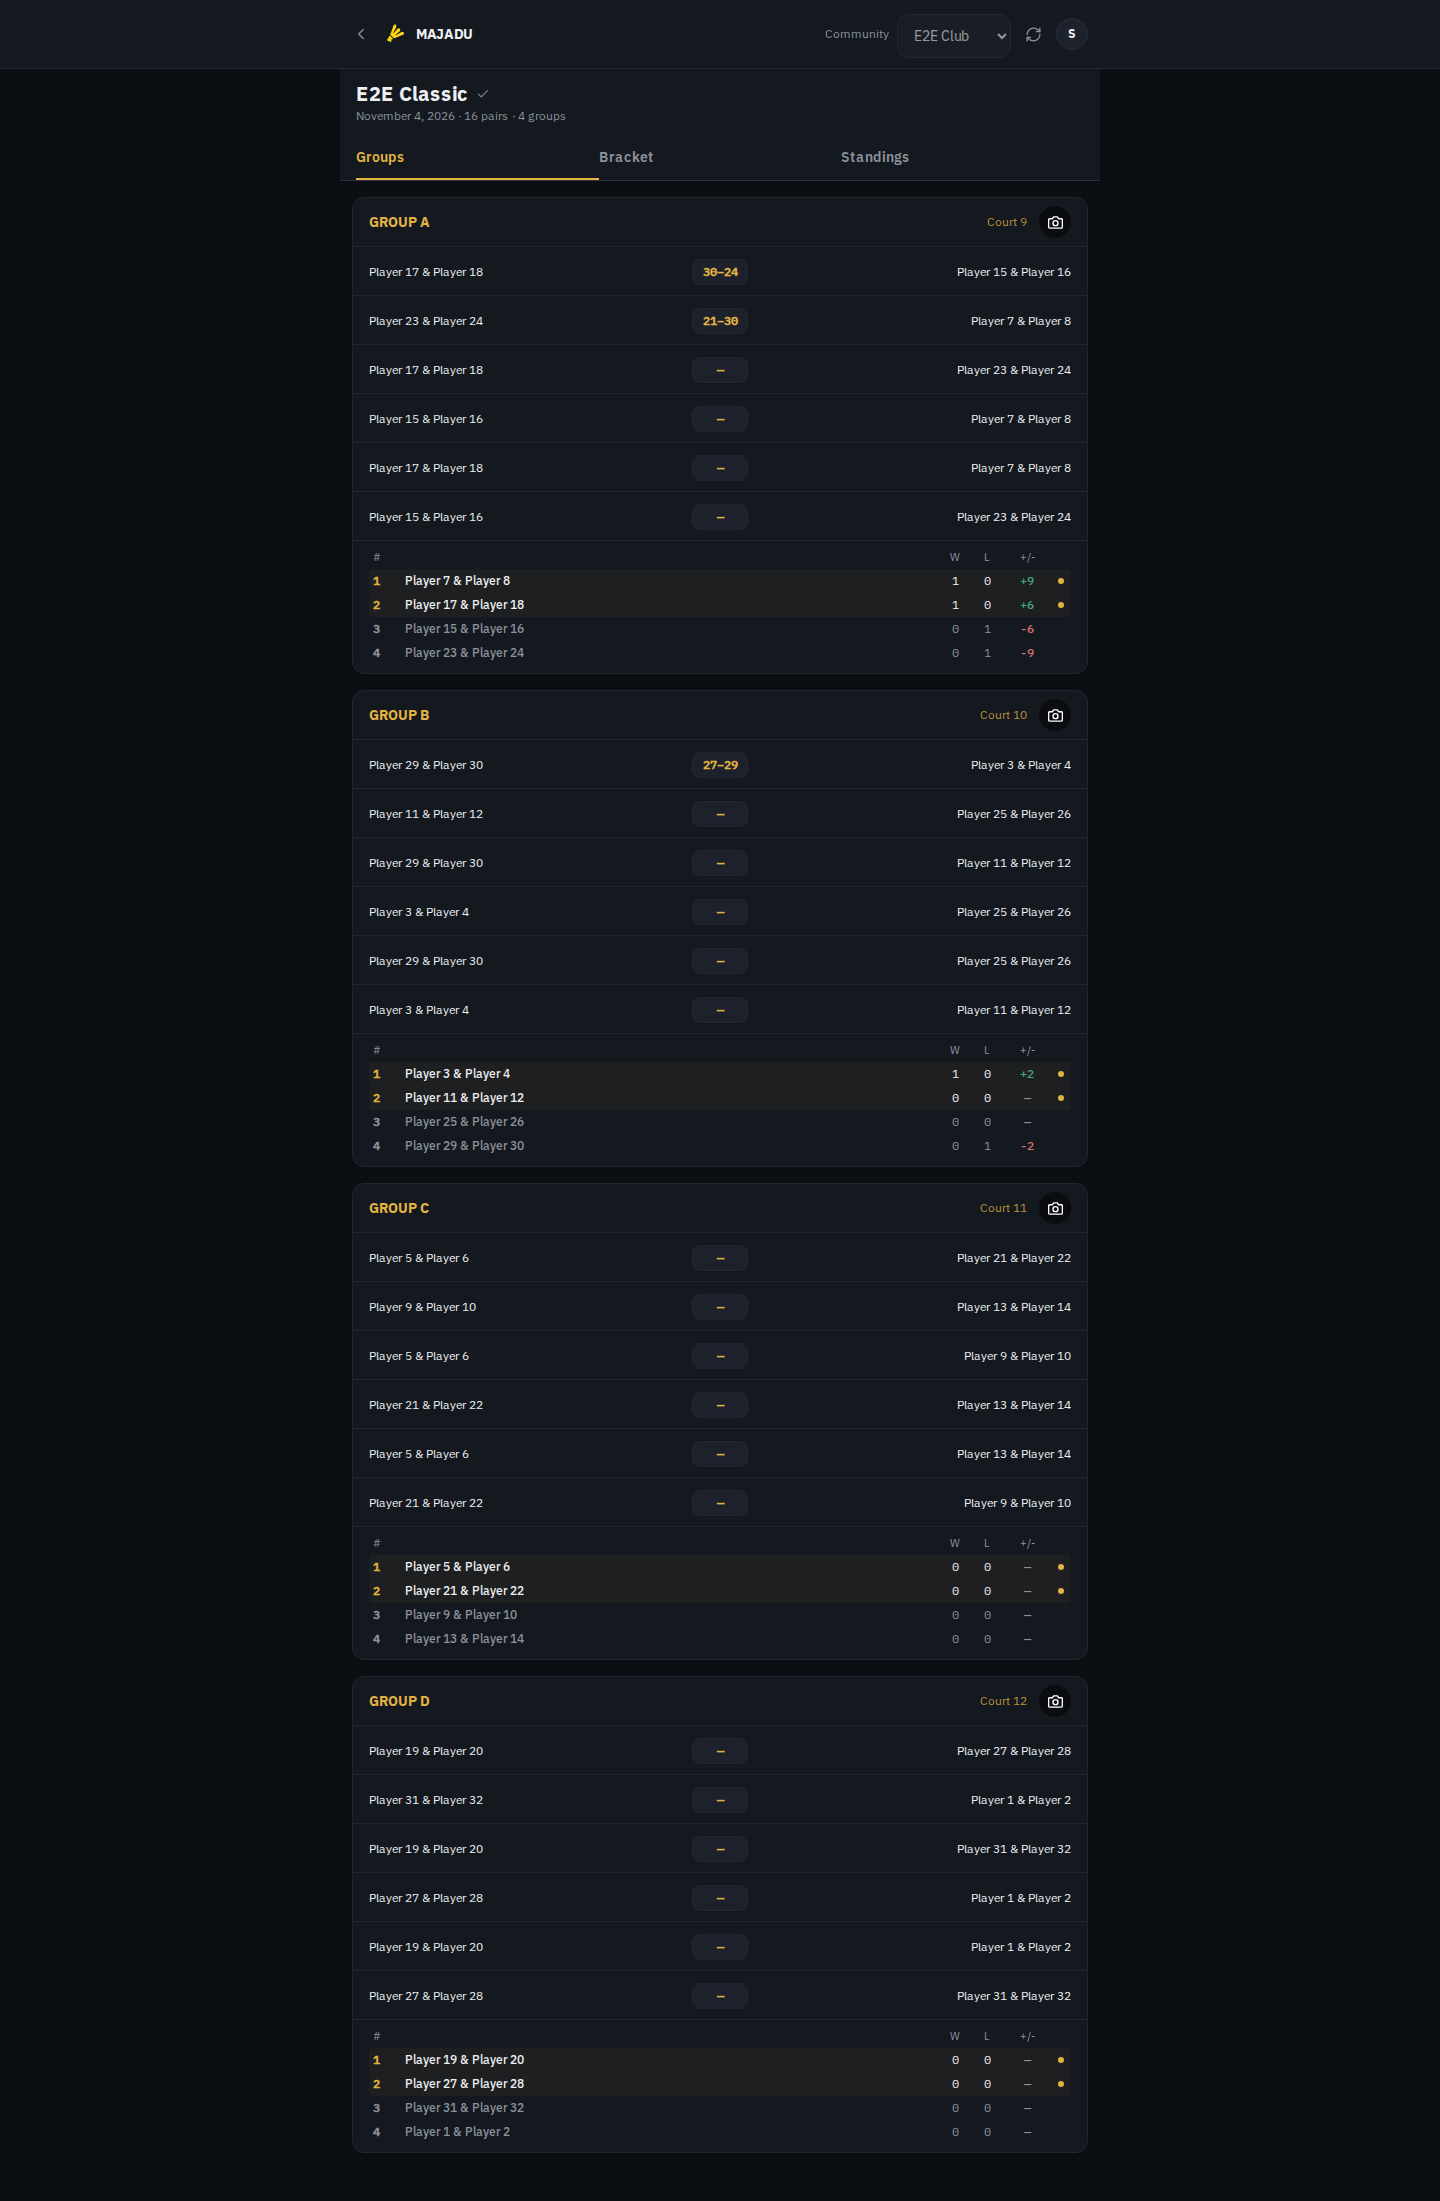 MAJADU
Community E2E Club S
E2E Classic
November 4, 2026 · 16 pairs · 4 groups
Groups Bracket Standings
GROUP A Court 9
Player 17 & Player 18 30–24 Player 15 & Player 16
Player 23 & Player 24 21–30 Player 7 & Player 8
Player 17 & Player 18 – Player 23 & Player 24
Player 15 & Player 16 – Player 7 & Player 8
Player 17 & Player 18 – Player 7 & Player 8
Player 15 & Player 16 – Player 23 & Player 24
# W L +/-
1 Player 7 & Player 8 1 0 +9
2 Player 17 & Player 18 1 0 +6
3 Player 15 & Player 16 0 1 -6
4 Player 23 & Player 24 0 1 -9
GROUP B Court 10
Player 29 & Player 30 27–29 Player 3 & Player 4
Player 11 & Player 12 – Player 25 & Player 26
Player 29 & Player 30 – Player 11 & Player 12
Player 3 & Player 4 – Player 25 & Player 26
Player 29 & Player 30 – Player 25 & Player 26
Player 3 & Player 4 – Player 11 & Player 12
# W L +/-
1 Player 3 & Player 4 1 0 +2
2 Player 11 & Player 12 0 0 –
3 Player 25 & Player 26 0 0 –
4 Player 29 & Player 30 0 1 -2
GROUP C Court 11
Player 5 & Player 6 – Player 21 & Player 22
Player 9 & Player 10 – Player 13 & Player 14
Player 5 & Player 6 – Player 9 & Player 10
Player 21 & Player 22 – Player 13 & Player 14
Player 5 & Player 6 – Player 13 & Player 14
Player 21 & Player 22 – Player 9 & Player 10
# W L +/-
1 Player 5 & Player 6 0 0 –
2 Player 21 & Player 22 0 0 –
3 Player 9 & Player 10 0 0 –
4 Player 13 & Player 14 0 0 –
GROUP D Court 12
Player 19 & Player 20 – Player 27 & Player 28
Player 31 & Player 32 – Player 1 & Player 2
Player 19 & Player 20 – Player 31 & Player 32
Player 27 & Player 28 – Player 1 & Player 2
Player 19 & Player 20 – Player 1 & Player 2
Player 27 & Player 28 – Player 31 & Player 32
# W L +/-
1 Player 19 & Player 20 0 0 –
2 Player 27 & Player 28 0 0 –
3 Player 31 & Player 32 0 0 –
4 Player 1 & Player 2 0 0 –